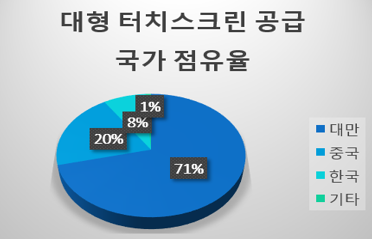 대형 터치스크린 공급
국가 점유율
1%
8%
20%
71%
대만
중국
한국
기타